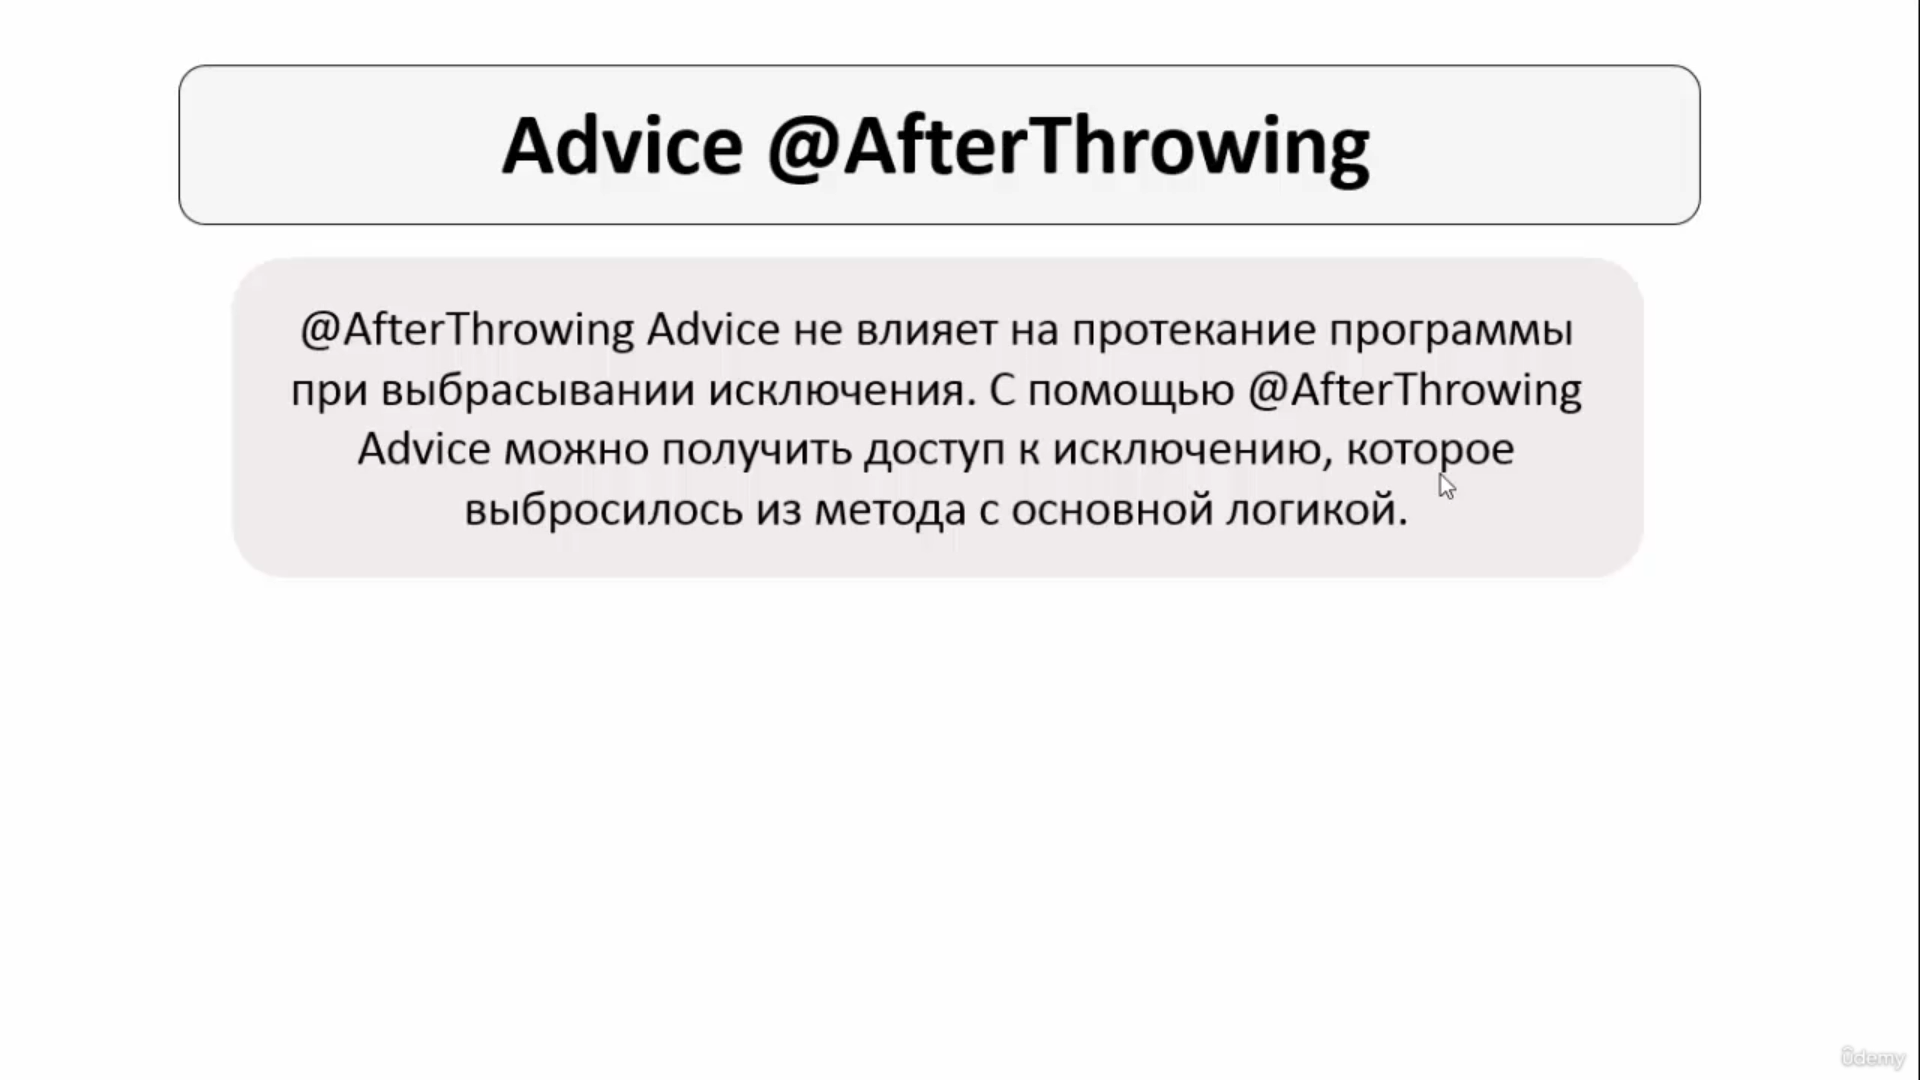 Advice @AfterThrowing
@AfterThrowing Advice не влияет на протекание программы
при выбрасывании исключения. С помощью @AfterThrowing
Advice можно получить доступ к исключению, которое
выбросилось из метода с основной логикой.
ûdemy